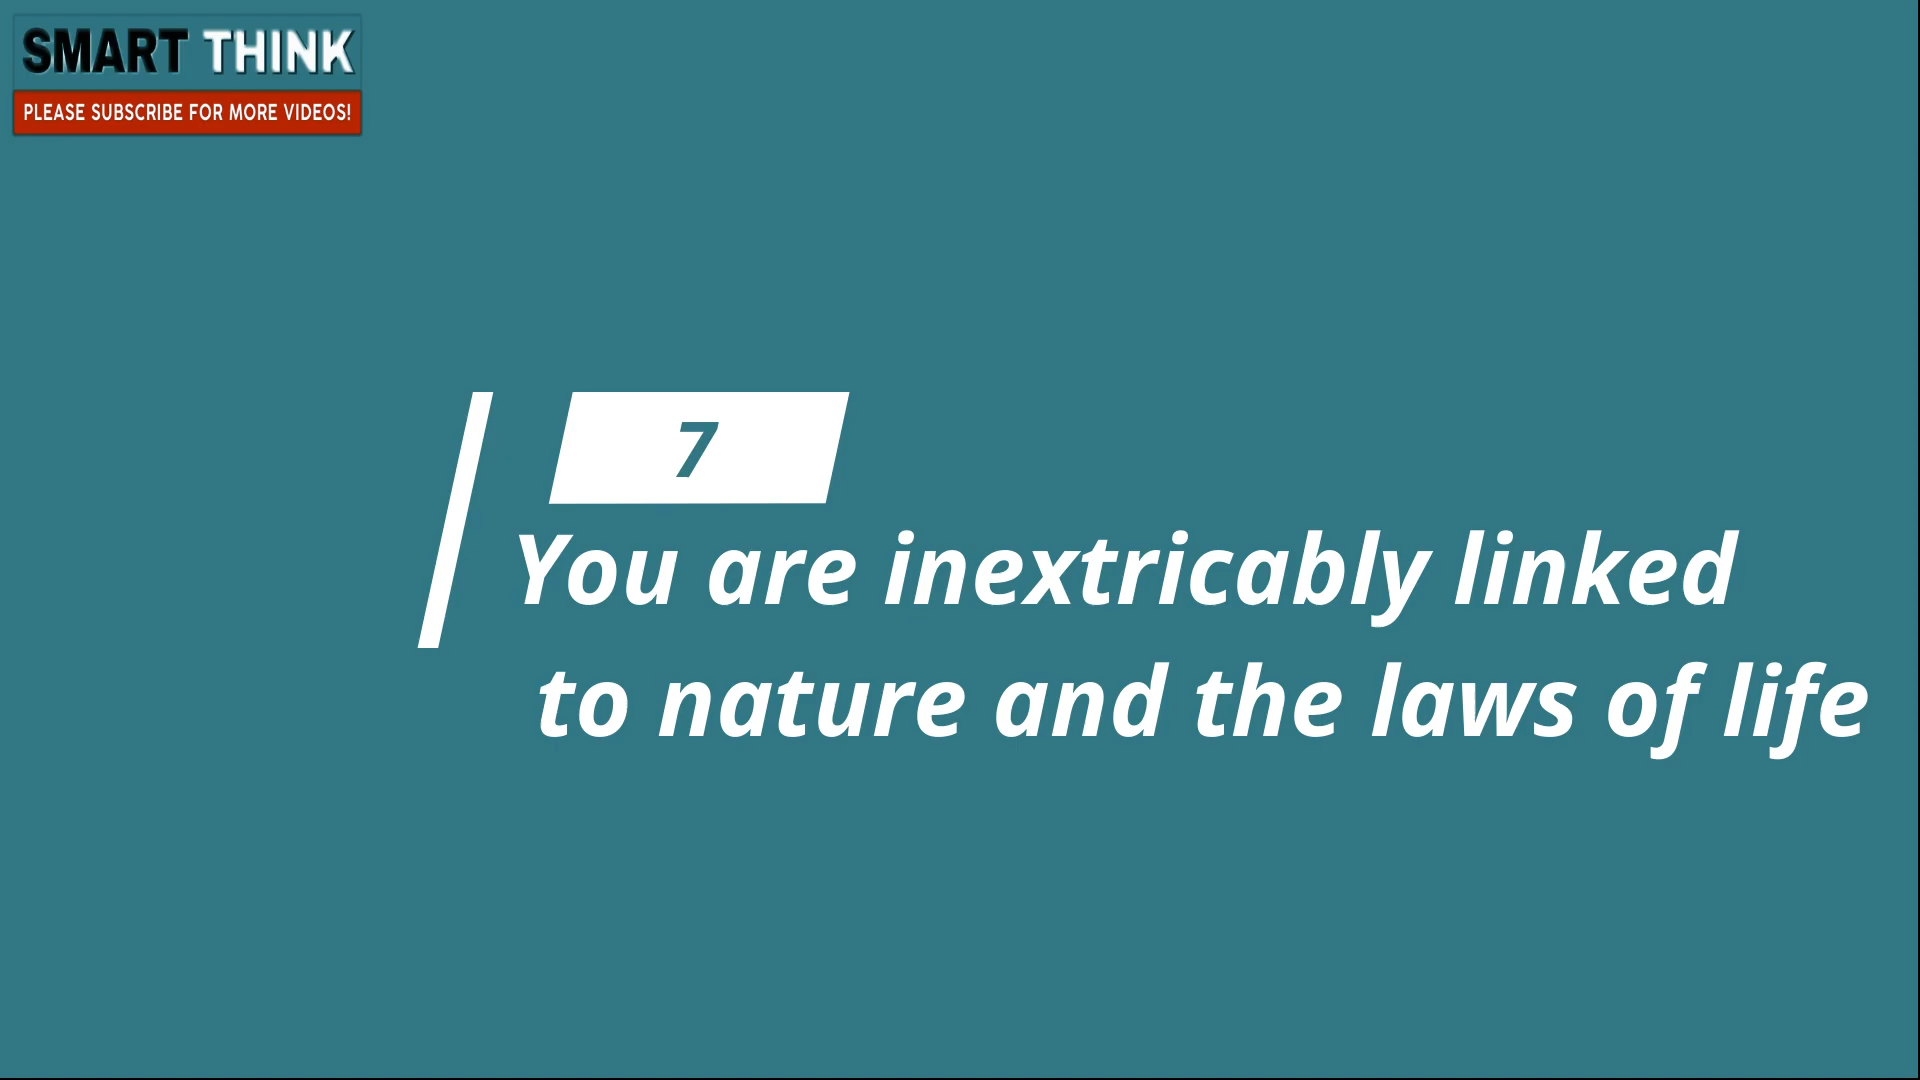 SMART THINK
PLEASE SUBSCRIBE FOR MORE VIDEOS!
7
You are inextricably linked
to nature and the laws of life